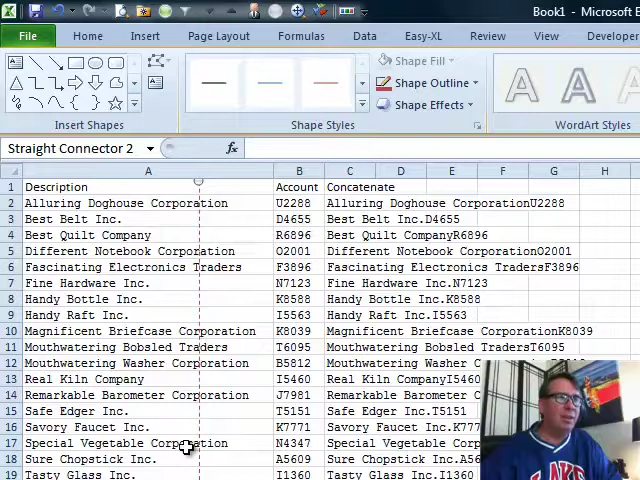 Book1 - Microsoft E
File Home Insert Page Layout Formulas Data Easy-XL Review View Developer
Shape Fill
Shape Outline
Shape Effects
Insert Shapes Shape Styles WordArt Styles
Straight Connector 2 fx
A B C D E F G H
1 Description Account Concatenate
2 Alluring Doghouse Corporation U2288 Alluring Doghouse CorporationU2288
3 Best Belt Inc. D4655 Best Belt Inc.D4655
4 Best Quilt Company R6896 Best Quilt CompanyR6896
5 Different Notebook Corporation O2001 Different Notebook CorporationO2001
6 Fascinating Electronics Traders F3896 Fascinating Electronics TradersF3896
7 Fine Hardware Inc. N7123 Fine Hardware Inc.N7123
8 Handy Bottle Inc. K8588 Handy Bottle Inc.K8588
9 Handy Raft Inc. I5563 Handy Raft Inc.I5563
10 Magnificent Briefcase Corporation K8039 Magnificent Briefcase CorporationK8039
11 Mouthwatering Bobsled Traders T6095 Mouthwatering Bobsled TradersT6095
12 Mouthwatering Washer Corporation B5812 Mouthwatering Washer
13 Real Kiln Company I5460 Real Kiln CompanyI5460
14 Remarkable Barometer Corporation J7981 Remarkable Barometer
15 Safe Edger Inc. T5151 Safe Edger Inc.T5151
16 Savory Faucet Inc. K7771 Savory Faucet Inc.K777
17 Special Vegetable Corporation N4347 Special Vegetable Corp
18 Sure Chopstick Inc. A5609 Sure Chopstick Inc.A56
19 Tasty Glass Inc. I1360 Tasty Glass Inc.I1360
LAKE